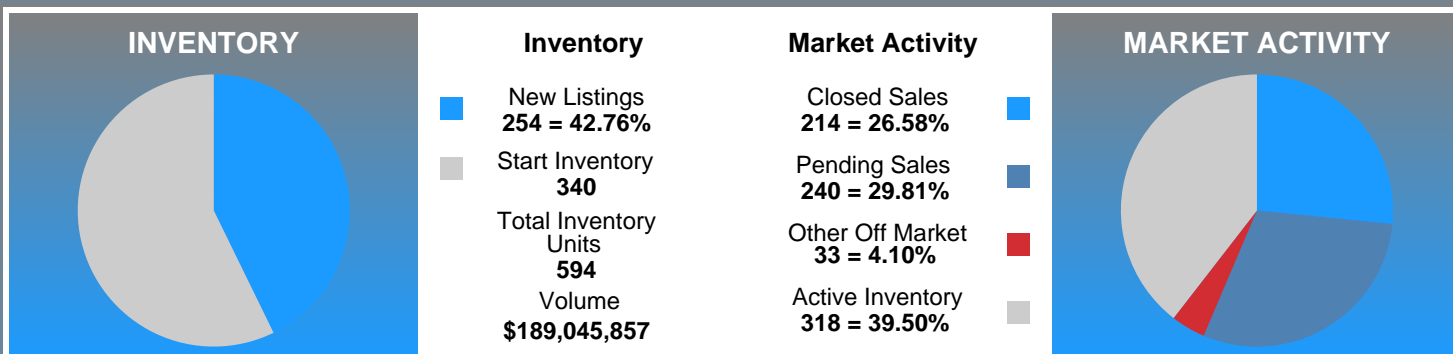 INVENTORY
Inventory
New Listings
254 = 42.76%
Start Inventory
340
Total Inventory
Units
594
Volume
$189,045,857
Market Activity
Closed Sales
214 = 26.58%
Pending Sales
240 = 29.81%
Other Off Market
33 = 4.10%
Active Inventory
318 = 39.50%
MARKET ACTIVITY